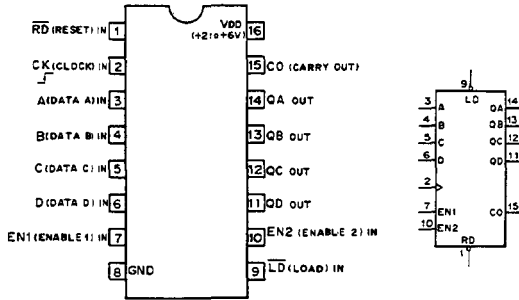 RD(RESET) IN 1
CK(CLOCK) IN 2
A(DATA A) IN 3
B(DATA B) IN 4
C(DATA C) IN 5
D(DATA D) IN 6
EN1(ENABLE 1) IN 7
8 GND
VDD 16
(+2 TO +6V)
15 CO (CARRY OUT)
14 QA OUT
13 QB OUT
12 QC OUT
11 QD OUT
10 EN2 (ENABLE 2) IN
9 LD (LOAD) IN
9
LD
3 A QA 14
4 B QB 13
5 C QC 12
6 D QD 11
2
7 EN1 CO 15
10 EN2
RD
1